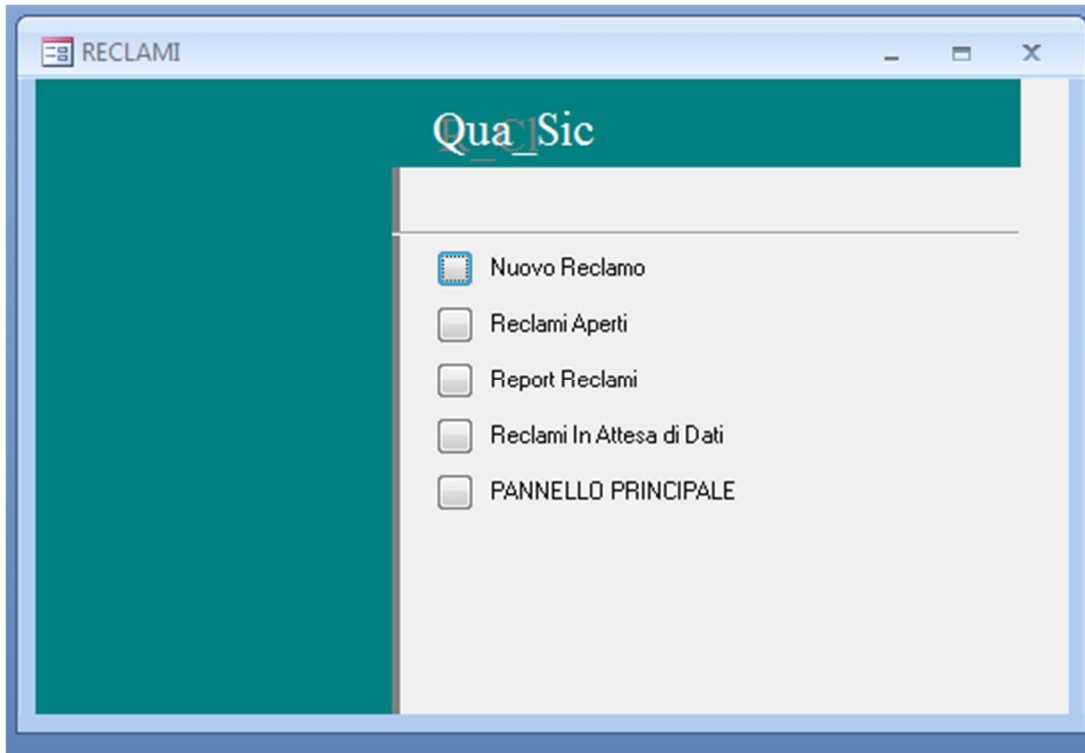 RECLAMI
Qua_Sic
Nuovo Reclamo
Reclami Aperti
Report Reclami
Reclami In Attesa di Dati
PANNELLO PRINCIPALE